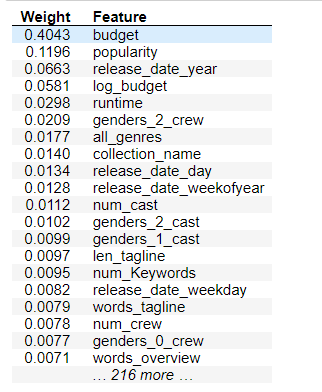 Weight Feature
0.4043 budget
0.1196 popularity
0.0663 release_date_year
0.0581 log_budget
0.0298 runtime
0.0209 genders_2_crew
0.0177 all_genres
0.0140 collection_name
0.0134 release_date_day
0.0128 release_date_weekofyear
0.0112 num_cast
0.0102 genders_2_cast
0.0099 genders_1_cast
0.0097 len_tagline
0.0095 num_Keywords
0.0082 release_date_weekday
0.0079 words_tagline
0.0078 num_crew
0.0077 genders_0_crew
0.0071 words_overview
… 216 more …